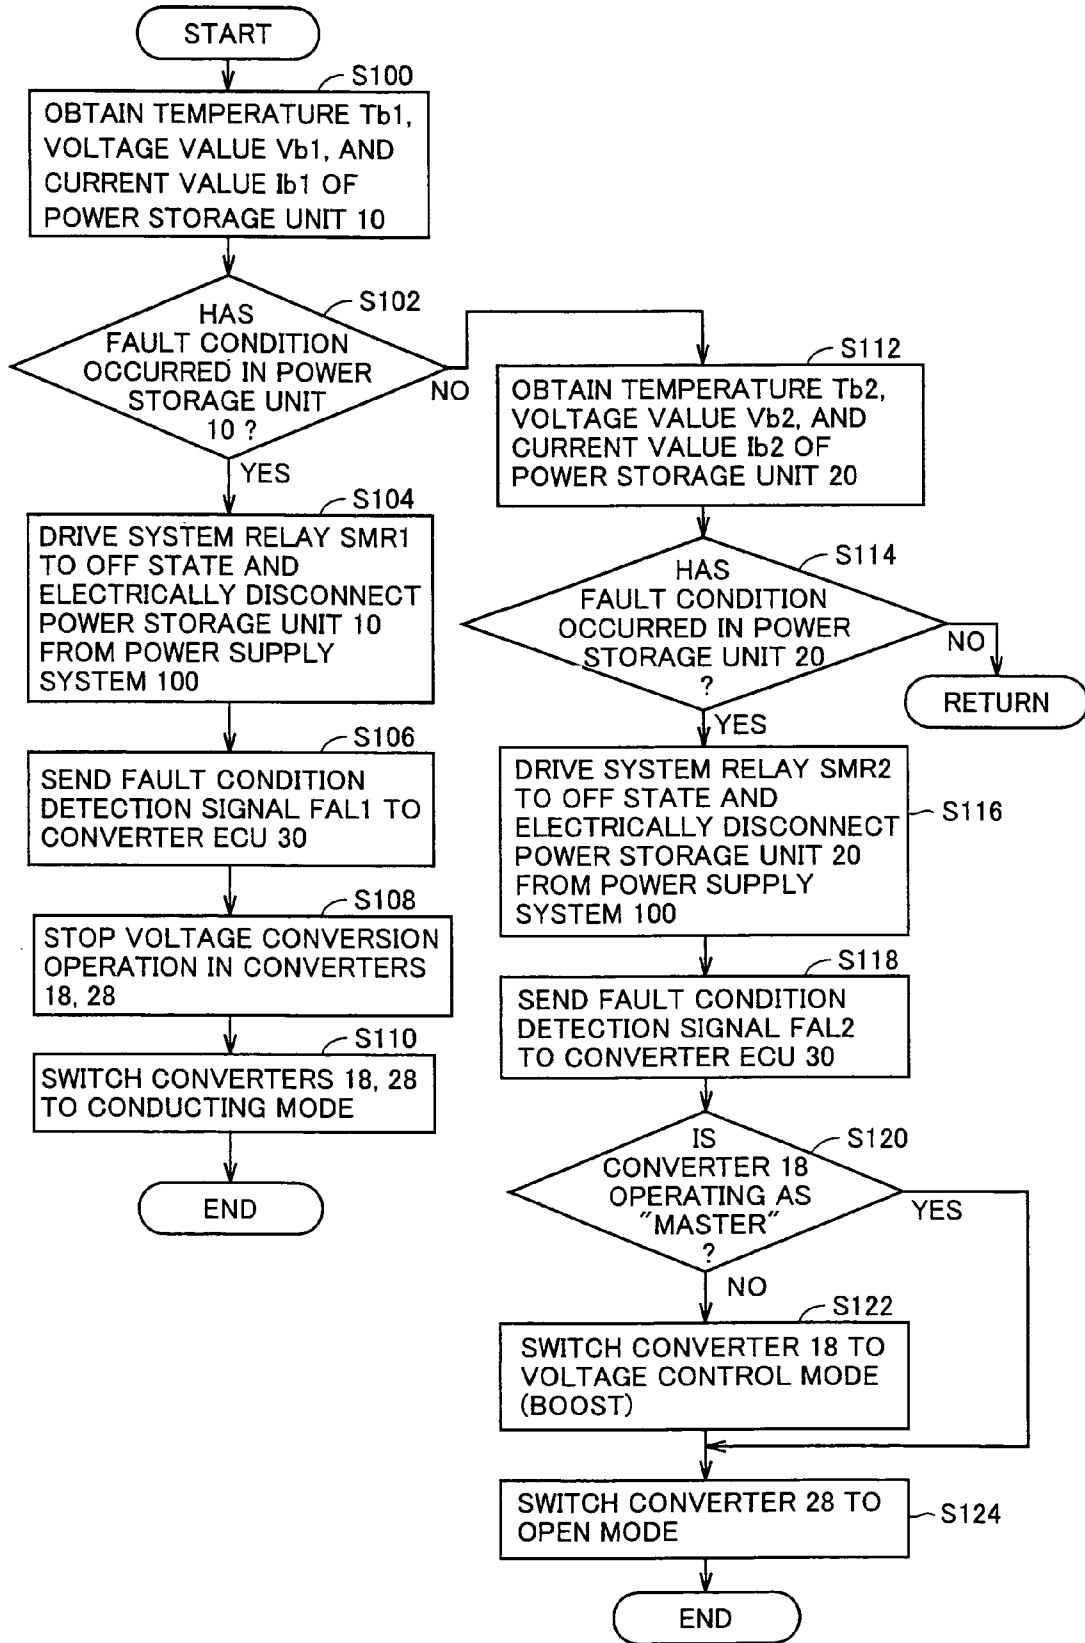 START
S100
OBTAIN TEMPERATURE Tb1,
VOLTAGE VALUE Vb1, AND
CURRENT VALUE Ib1 OF
POWER STORAGE UNIT 10
S102
HAS
FAULT CONDITION
OCCURRED IN POWER
STORAGE UNIT
10 ?
NO
YES
S104
DRIVE SYSTEM RELAY SMR1
TO OFF STATE AND
ELECTRICALLY DISCONNECT
POWER STORAGE UNIT 10
FROM POWER SUPPLY
SYSTEM 100
S106
SEND FAULT CONDITION
DETECTION SIGNAL FAL1 TO
CONVERTER ECU 30
S108
STOP VOLTAGE CONVERSION
OPERATION IN CONVERTERS
18, 28
S110
SWITCH CONVERTERS 18, 28
TO CONDUCTING MODE
END
S112
OBTAIN TEMPERATURE Tb2,
VOLTAGE VALUE Vb2, AND
CURRENT VALUE Ib2 OF
POWER STORAGE UNIT 20
S114
HAS
FAULT CONDITION
OCCURRED IN POWER
STORAGE UNIT 20
?
NO
RETURN
YES
DRIVE SYSTEM RELAY SMR2
TO OFF STATE AND
ELECTRICALLY DISCONNECT
POWER STORAGE UNIT 20
FROM POWER SUPPLY
SYSTEM 100
S116
S118
SEND FAULT CONDITION
DETECTION SIGNAL FAL2
TO CONVERTER ECU 30
S120
IS
CONVERTER 18
OPERATING AS
"MASTER"
?
YES
NO
S122
SWITCH CONVERTER 18 TO
VOLTAGE CONTROL MODE
(BOOST)
SWITCH CONVERTER 28 TO
OPEN MODE
S124
END